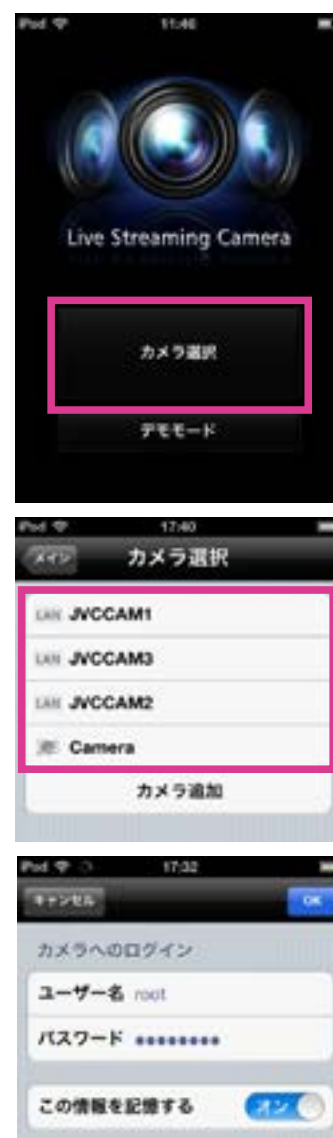 iPod 11:46
Live Streaming Camera
カメラ選択
デモモード
iPod 17:40
メイン カメラ選択
LAN JVCCAM1
LAN JVCCAM3
LAN JVCCAM2
Camera
カメラ追加
iPod 17:32
キャンセル OK
カメラへのログイン
ユーザー名 root
パスワード ●●●●●●●●
この情報を記憶する オン